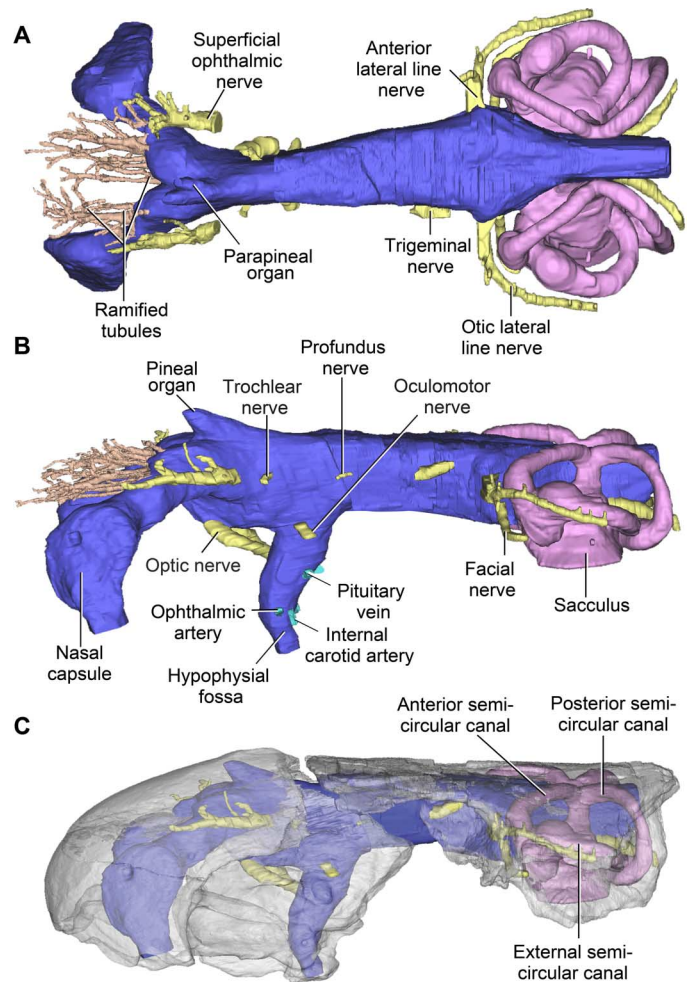 A
Superficial
ophthalmic
nerve
Anterior
lateral line
nerve
Parapineal
organ
Trigeminal
nerve
Ramified
tubules
Otic lateral
line nerve
B
Pineal
organ
Trochlear
nerve
Profundus
nerve
Oculomotor
nerve
Optic nerve
Pituitary
vein
Facial
nerve
Sacculus
Ophthalmic
artery
Internal
carotid artery
Nasal
capsule
Hypophysial
fossa
C
Anterior semi-
circular canal
Posterior semi-
circular canal
External semi-
circular canal